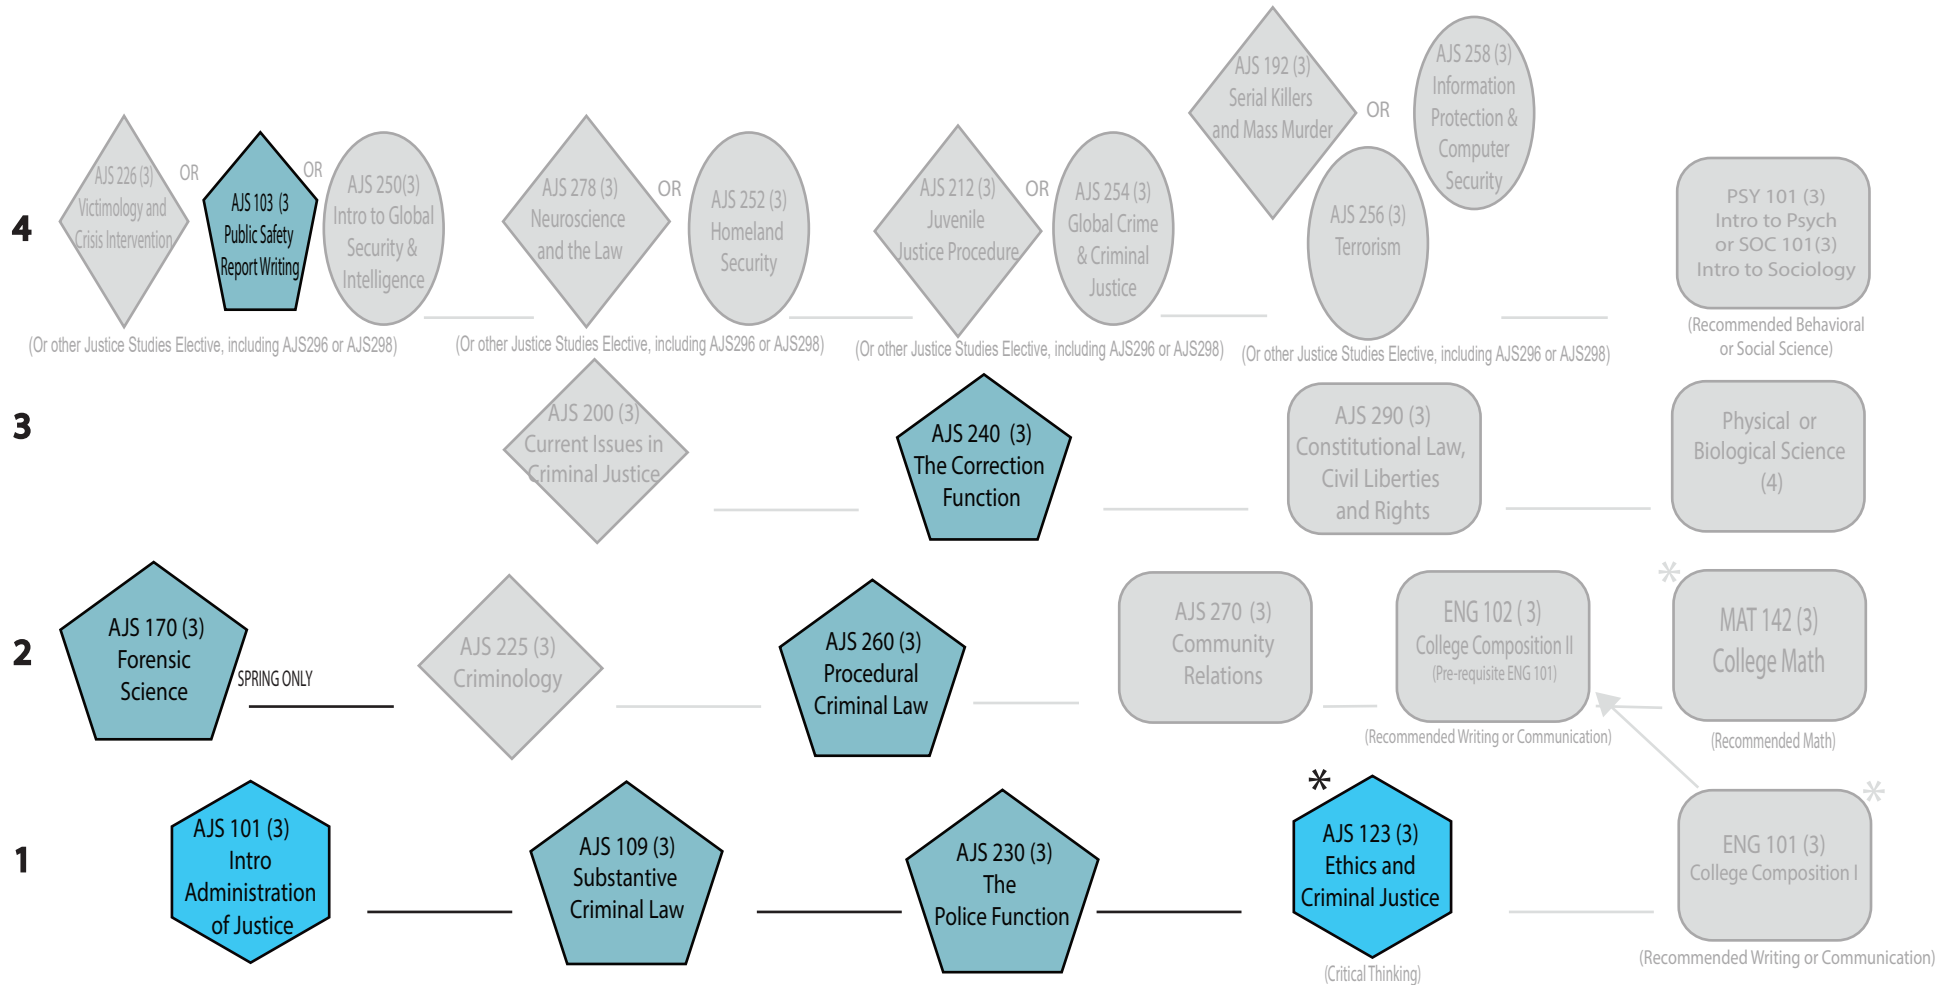 4
AJS 226 (3)
Victimology and
Crisis Intervention
OR
AJS 103 (3
Public Safety
Report Writing
OR
AJS 250(3)
Intro to Global
Security &
Intelligence
(Or other Justice Studies Elective, including AJS296 or AJS298)
AJS 278 (3)
Neuroscience
and the Law
OR
AJS 252 (3)
Homeland
Security
(Or other Justice Studies Elective, including AJS296 or AJS298)
AJS 212 (3)
Juvenile
Justice Procedure
OR
AJS 254 (3)
Global Crime
& Criminal
Justice
(Or other Justice Studies Elective, including AJS296 or AJS298)
AJS 192 (3)
Serial Killers
and Mass Murder
OR
AJS 258 (3)
Information
Protection &
Computer
Security
AJS 256 (3)
Terrorism
(Or other Justice Studies Elective, including AJS296 or AJS298)
PSY 101 (3)
Intro to Psych
or SOC 101(3)
Intro to Sociology
(Recommended Behavioral
or Social Science)
3
AJS 200 (3)
Current Issues in
Criminal Justice
AJS 240 (3)
The Correction
Function
AJS 290 (3)
Constitutional Law,
Civil Liberties
and Rights
Physical or
Biological Science
(4)
2
AJS 170 (3)
Forensic
Science
SPRING ONLY
AJS 225 (3)
Criminology
AJS 260 (3)
Procedural
Criminal Law
AJS 270 (3)
Community
Relations
ENG 102 ( 3)
College Composition II
(Pre-requisite ENG 101)
(Recommended Writing or Communication)
*
MAT 142 (3)
College Math
(Recommended Math)
1
AJS 101 (3)
Intro
Administration
of Justice
AJS 109 (3)
Substantive
Criminal Law
AJS 230 (3)
The
Police Function
*
AJS 123 (3)
Ethics and
Criminal Justice
(Critical Thinking)
*
ENG 101 (3)
College Composition I
(Recommended Writing or Communication)